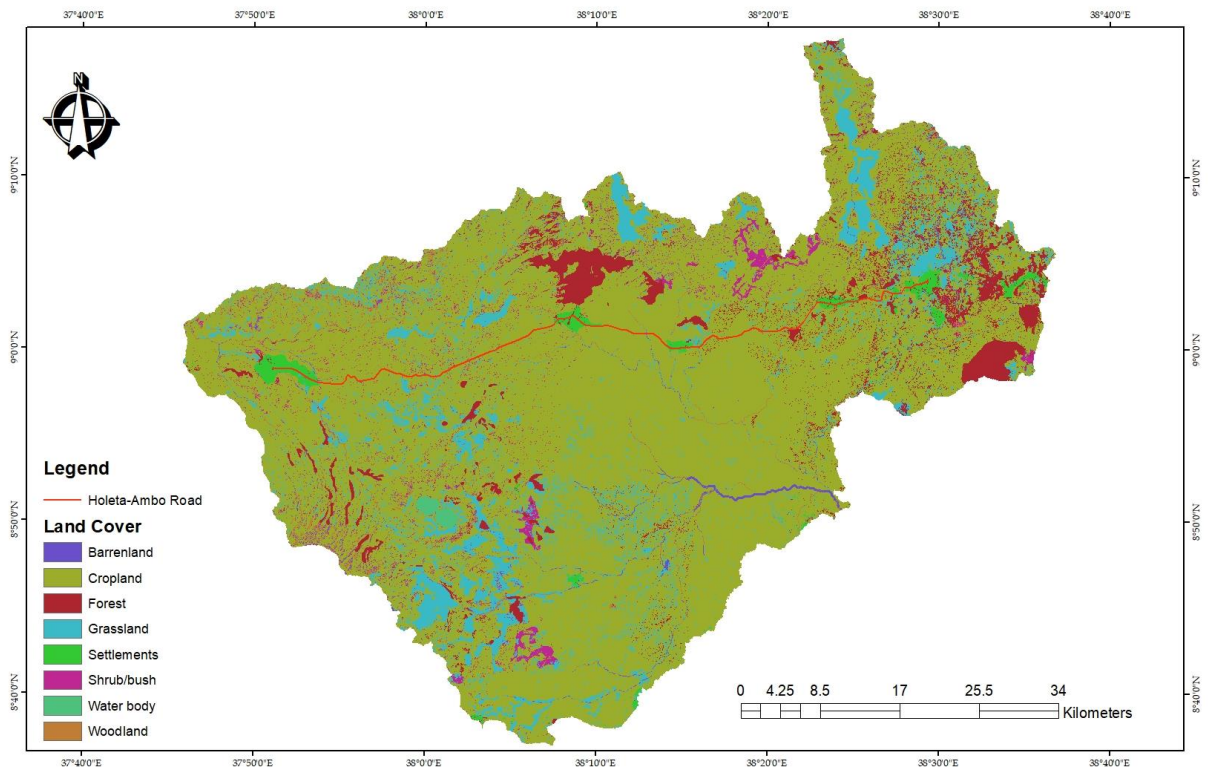 37°40'0"E 37°50'0"E 38°0'0"E 38°10'0"E 38°20'0"E 38°30'0"E 38°40'0"E
N
9°10'0"N 9°10'0"N
9°0'0"N 9°0'0"N
8°50'0"N 8°50'0"N
8°40'0"N 8°40'0"N
Legend
Holeta-Ambo Road
Land Cover
Barrenland
Cropland
Forest
Grassland
Settlements
Shrub/bush
Water body
Woodland
0 4.25 8.5 17 25.5 34
Kilometers
37°40'0"E 37°50'0"E 38°0'0"E 38°10'0"E 38°20'0"E 38°30'0"E 38°40'0"E